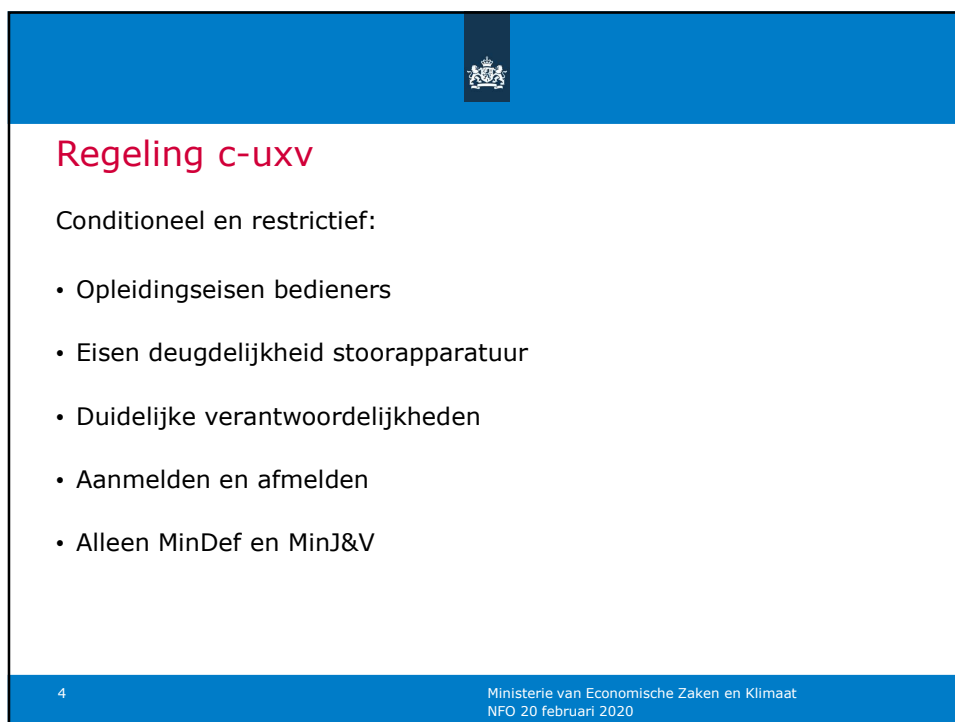 Regeling c-uxv
Conditioneel en restrictief:
• Opleidingseisen bedieners
• Eisen deugdelijkheid stoorapparatuur
• Duidelijke verantwoordelijkheden
• Aanmelden en afmelden
• Alleen MinDef en MinJ&V
4
Ministerie van Economische Zaken en Klimaat
NFO 20 februari 2020